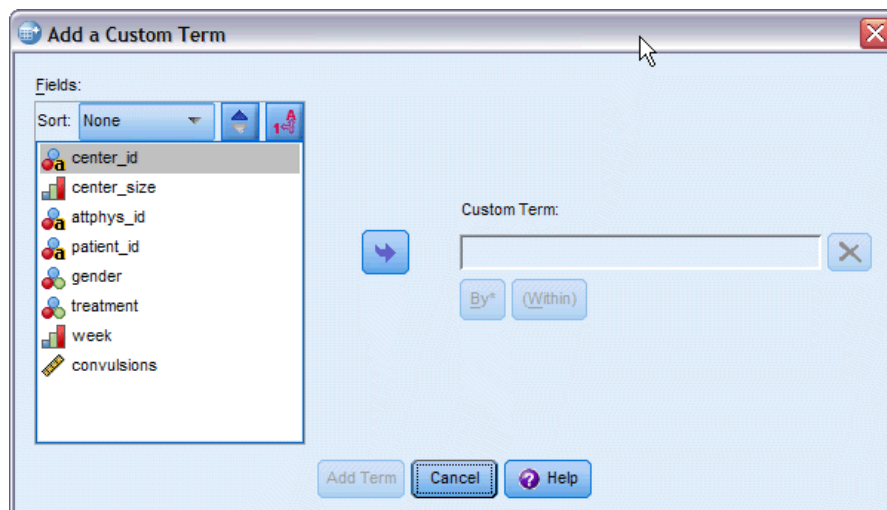 Add a Custom Term
Fields:
Sort: None
center_id
center_size
attphys_id
patient_id
gender
treatment
week
convulsions
Custom Term:
By* (Within)
Add Term Cancel Help